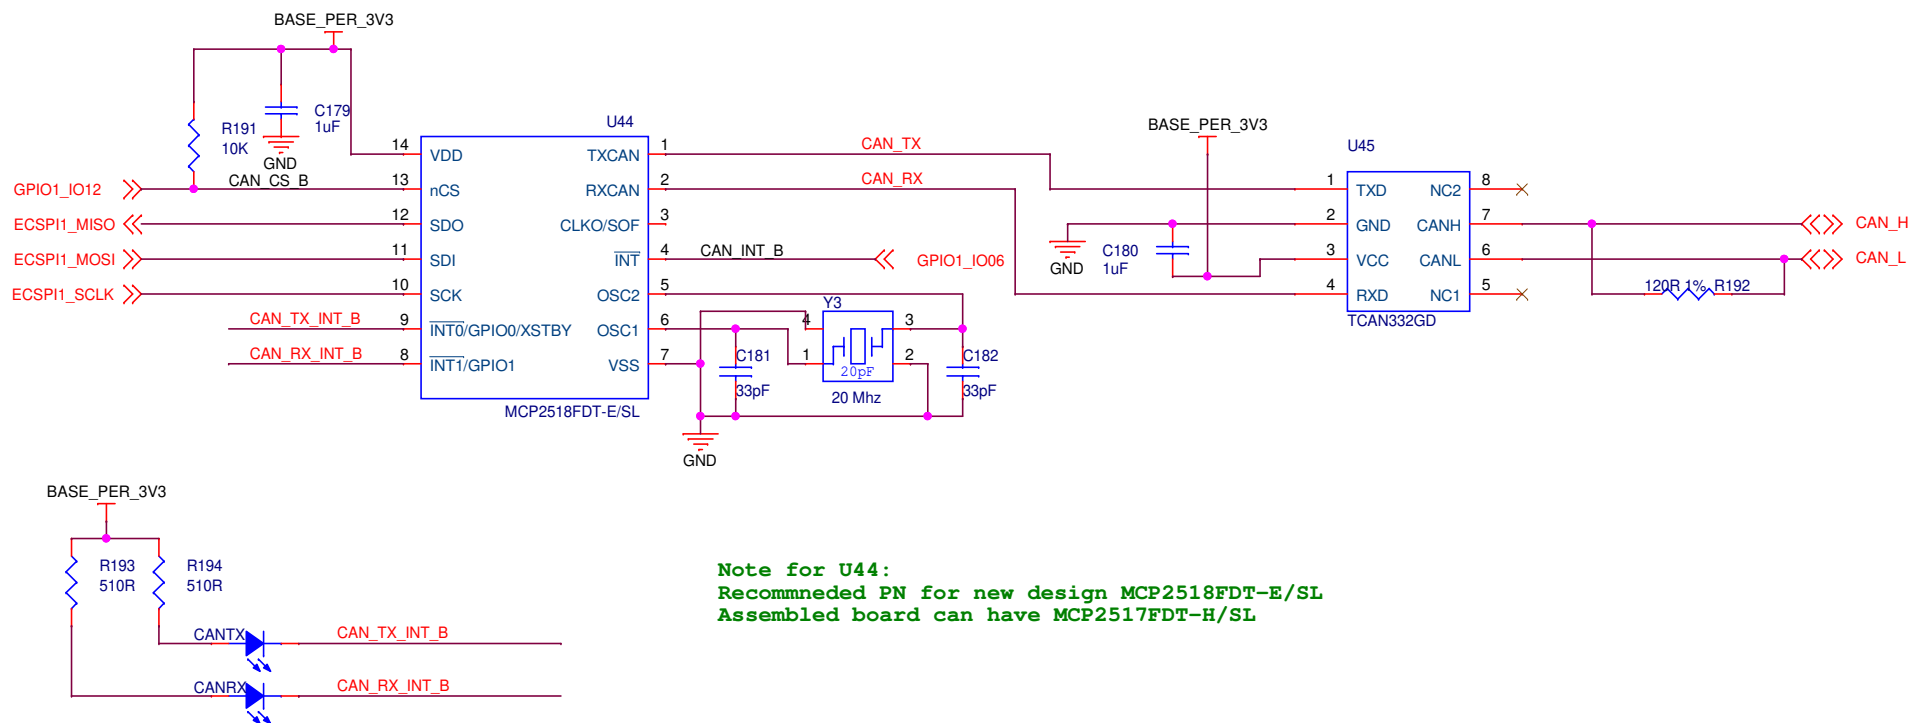 BASE_PER_3V3
C179
1uF
R191
10K
GND
CAN_CS_B
GPIO1_IO12
ECSPI1_MISO
ECSPI1_MOSI
ECSPI1_SCLK
CAN_TX_INT_B
CAN_RX_INT_B
14
13
12
11
10
9
8
U44
VDD
nCS
SDO
SDI
SCK
INT0/GPIO0/XSTBY
INT1/GPIO1
TXCAN
RXCAN
CLKO/SOF
INT
OSC2
OSC1
VSS
MCP2518FDT-E/SL
1
2
3
4
5
6
7
CAN_TX
CAN_RX
CAN_INT_B
GPIO1_IO06
Y3
4
3
1
2
20pF
20 Mhz
C181
33pF
C182
33pF
GND
BASE_PER_3V3
GND
C180
1uF
U45
1
2
3
4
TXD
GND
VCC
RXD
NC2
CANH
CANL
NC1
8
7
6
5
TCAN332GD
120R 1% R192
CAN_H
CAN_L
BASE_PER_3V3
R193
510R
R194
510R
CANTX
CAN_TX_INT_B
CANRX
CAN_RX_INT_B
Note for U44:
Recommneded PN for new design MCP2518FDT-E/SL
Assembled board can have MCP2517FDT-H/SL